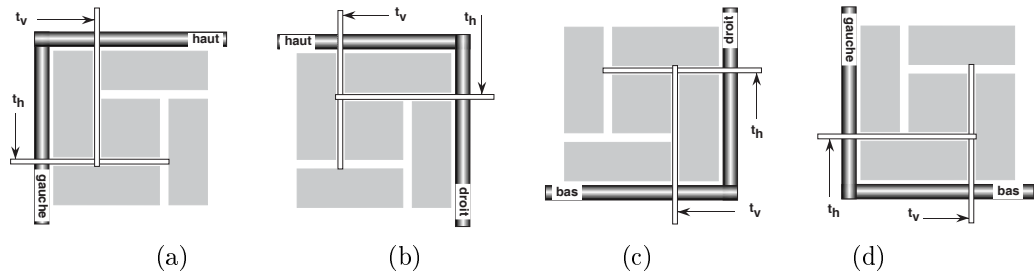 t_v
haut
t_h
gauche
(a)
t_v
t_h
haut
droit
(b)
droit
t_h
bas
t_v
(c)
gauche
t_h
bas
t_v
(d)